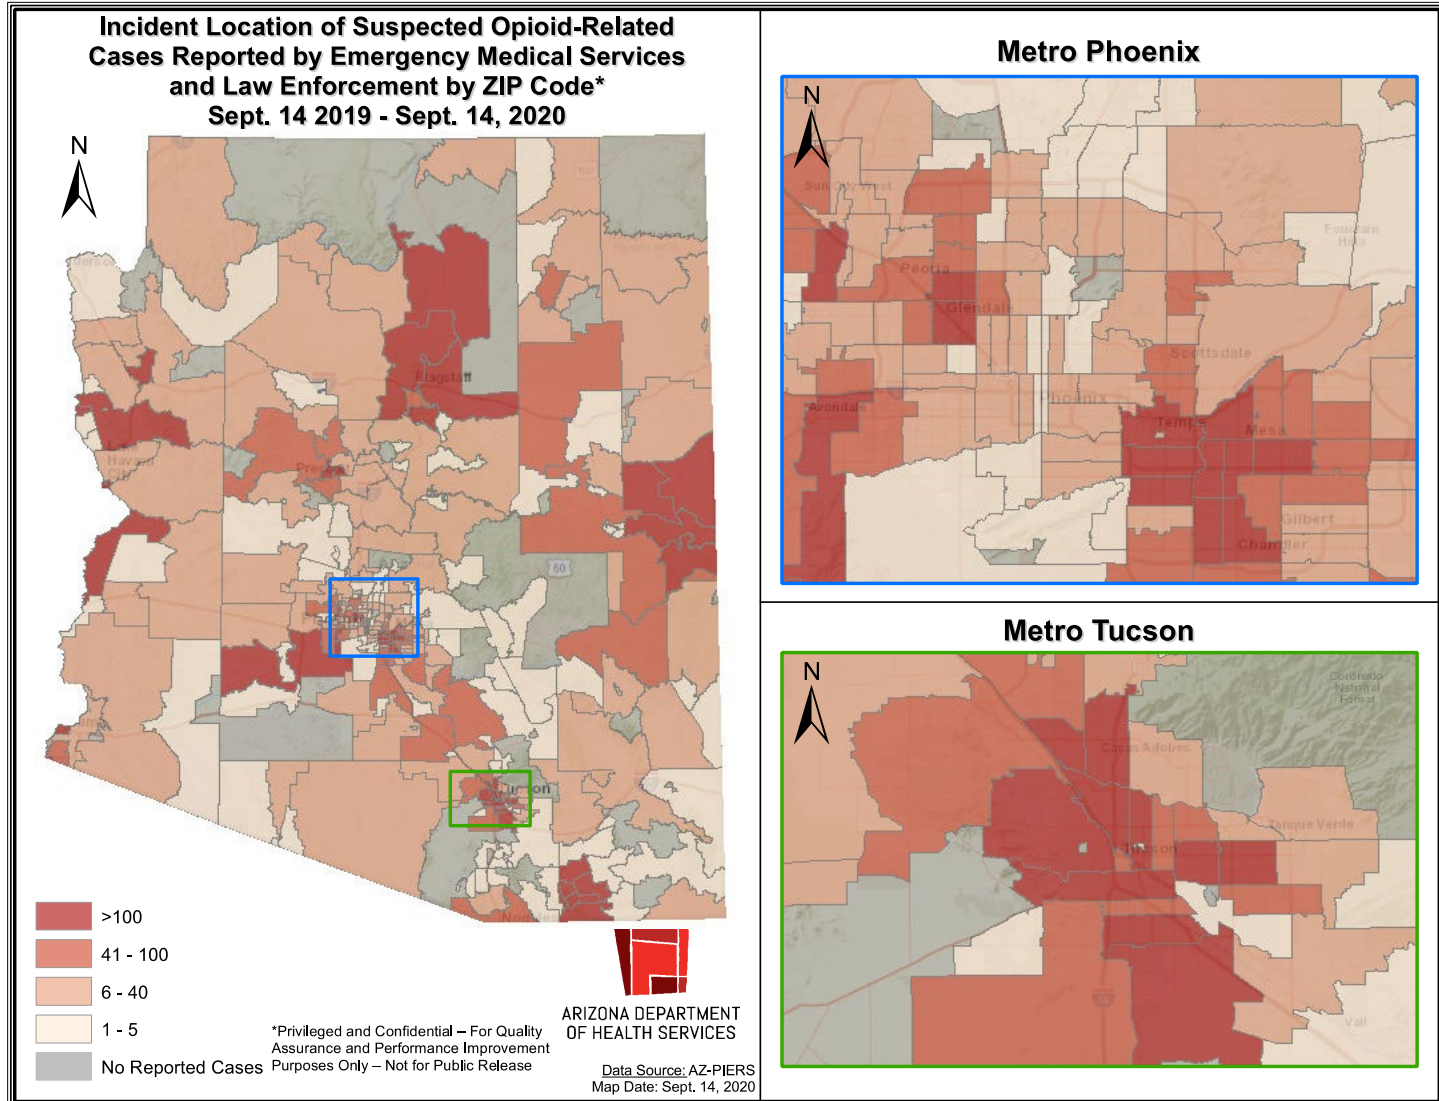 Incident Location of Suspected Opioid-Related
Cases Reported by Emergency Medical Services
and Law Enforcement by ZIP Code*
Sept. 14 2019 - Sept. 14, 2020
N
Flagstaff
60
Tucson
>100
41 - 100
6 - 40
1 - 5
No Reported Cases
*Privileged and Confidential – For Quality
Assurance and Performance Improvement
Purposes Only – Not for Public Release
ARIZONA DEPARTMENT
OF HEALTH SERVICES
Data Source: AZ-PIERS
Map Date: Sept. 14, 2020
Metro Phoenix
N
Sun City West
Fountain
Hills
Peoria
Glendale
Scottsdale
Avondale
Phoenix
Tempe
Mesa
Gilbert
Chandler
Metro Tucson
N
Coronado
National
Forest
Casas Adobes
Tanque Verde
Tucson
Vail